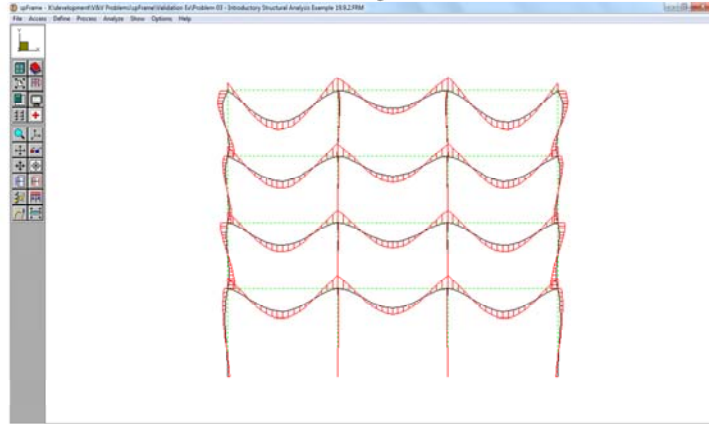 spFrame - X:\development\V&V Problems\spFrame\Validation Ex\Problem 03 - Introductory Structural Analysis Example 19.9.2.FRM
File Access Define Process Analyze Show Options Help